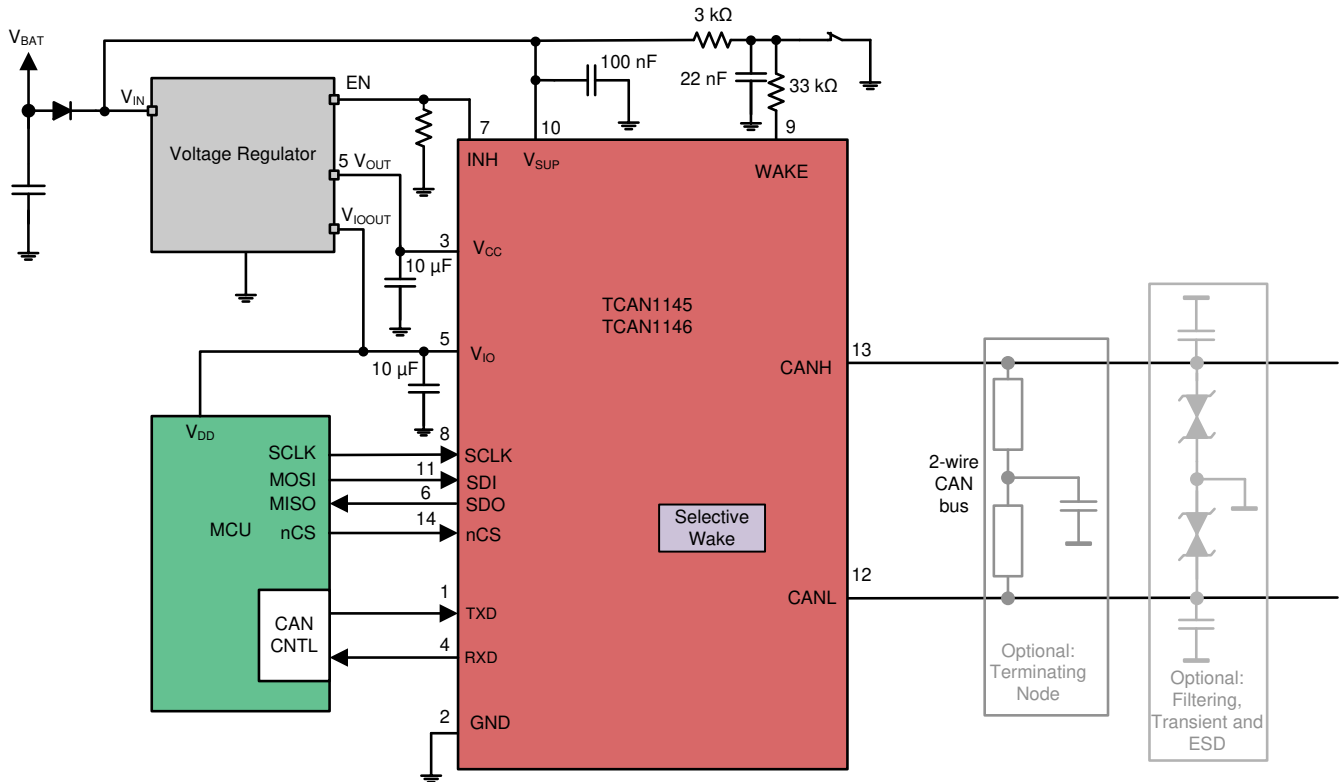 3 kΩ
VBAT
100 nF
22 nF
33 kΩ
EN
VIN
7
10
9
Voltage Regulator
INH
VSUP
WAKE
5 VOUT
VIOOUT
3
VCC
10 µF
TCAN1145
TCAN1146
5
VIO
10 µF
13
CANH
VDD
SCLK
8
SCLK
MOSI
11
SDI
MISO
6
SDO
MCU
nCS
14
nCS
Selective
Wake
2-wire
CAN
bus
12
CANL
1
TXD
CAN
CNTL
4
RXD
2
GND
Optional:
Terminating
Node
Optional:
Filtering,
Transient and
ESD